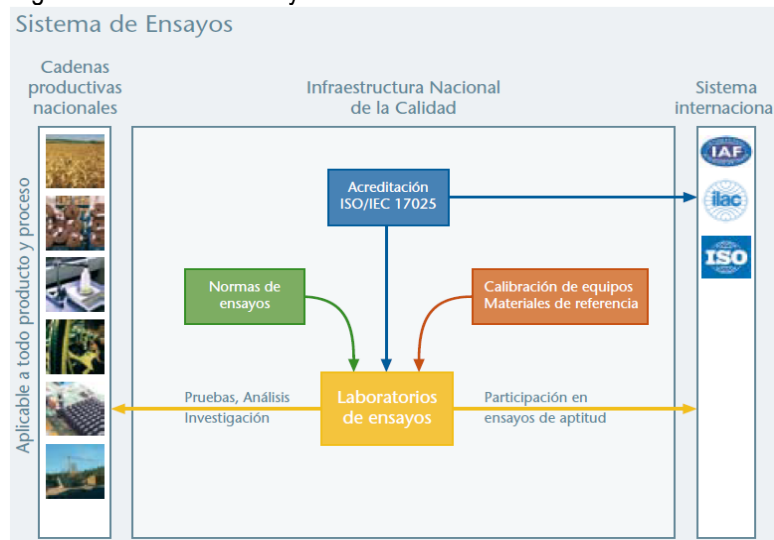 Sistema de Ensayos
Cadenas
productivas
nacionales
Infraestructura Nacional
de la Calidad
Sistema
internaciona
Aplicable a todo producto y proceso
IAF
ilac
ISO
Acreditación
ISO/IEC 17025
Normas de
ensayos
Calibración de equipos
Materiales de referencia
Pruebas, Análisis
Investigación
Laboratorios
de ensayos
Participación en
ensayos de aptitud